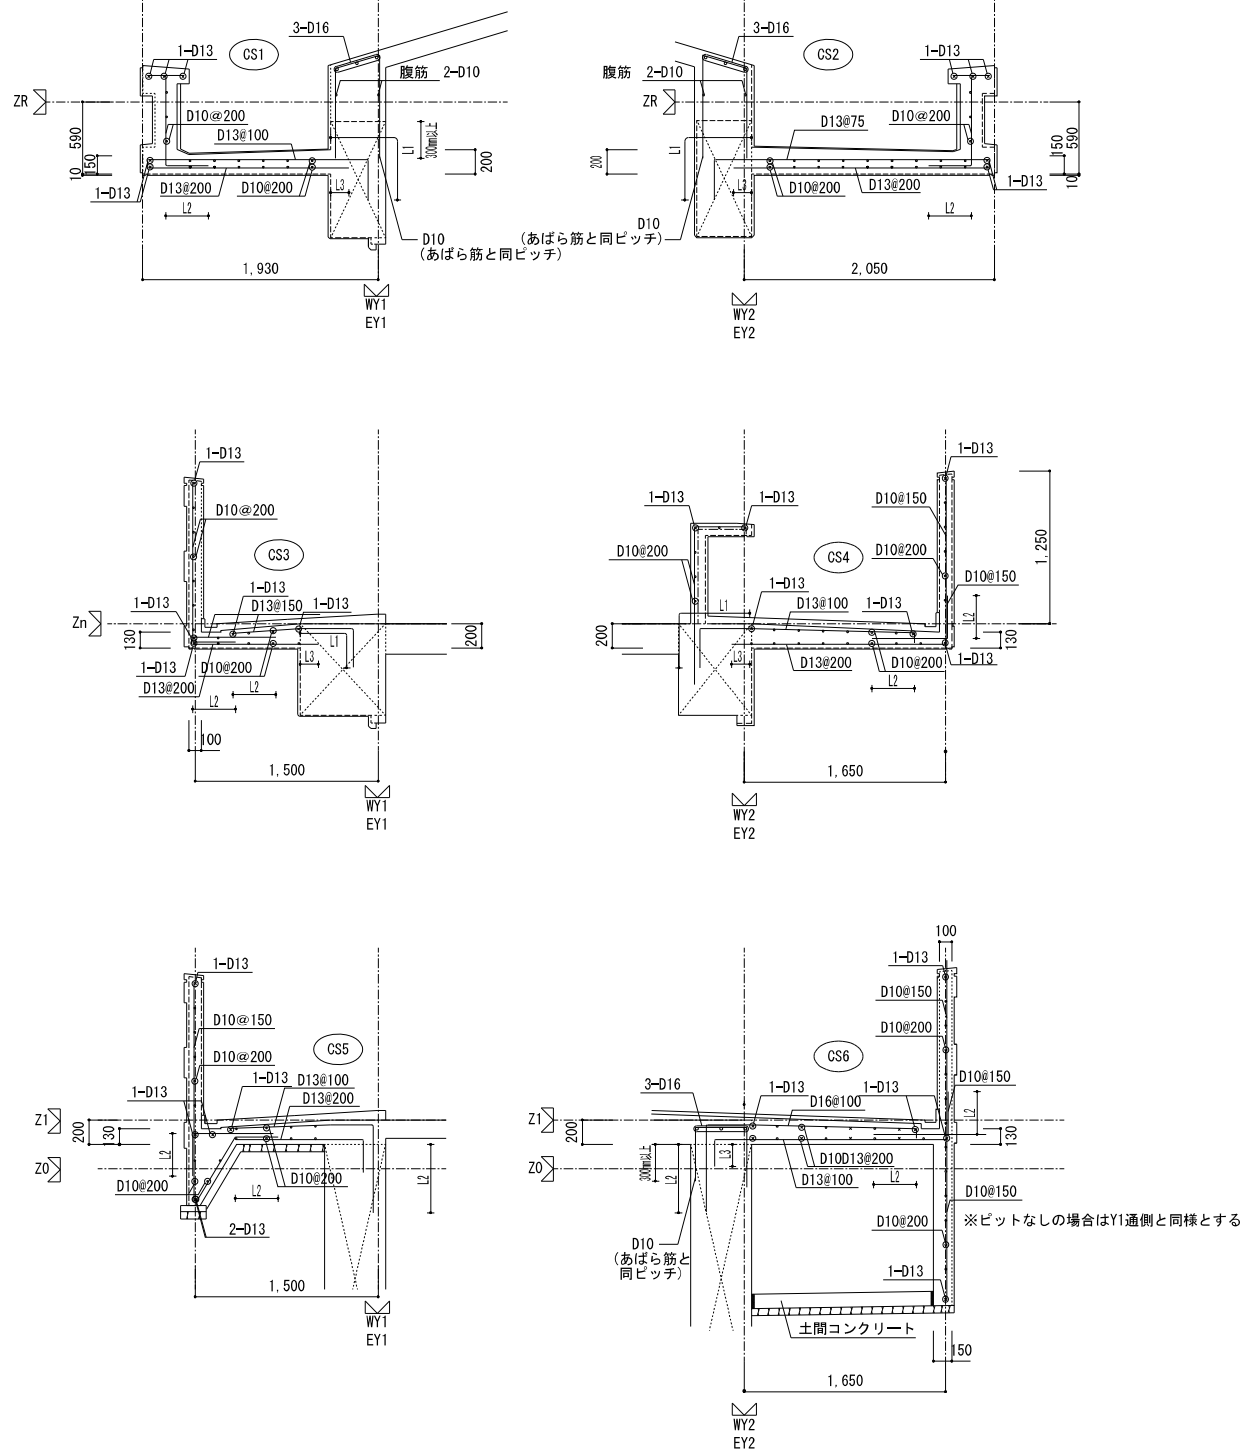 CS1
3-D16
1-D13
腹筋 2-D10
ZR
D10@200
D13@100
590
150
10
1-D13
D13@200
D10@200
L2
L3
L1
300mm以上
200
D10
(あばら筋と同ピッチ)
1,930
WY1
EY1
CS2
3-D16
1-D13
腹筋 2-D10
ZR
D13@75
D10@200
L1
200
L3
D10@200
D13@200
1-D13
150
590
10
L2
D10
(あばら筋と同ピッチ)
2,050
WY2
EY2
1-D13
D10@200
CS3
1-D13
1-D13
D13@150
1-D13
Zn
130
200
L1
1-D13
D10@200
L3
D13@200
L2
L2
100
1,500
WY1
EY1
1-D13
1-D13
1-D13
D10@150
D10@200
CS4
D10@200
1,250
1-D13
D10@150
L1
D13@100
1-D13
L2
200
130
L3
D13@200
D10@200
1-D13
L2
1,650
WY2
EY2
1-D13
D10@150
CS5
D10@200
1-D13
1-D13
D13@100
D13@200
Z1
200
130
Z0
L2
D10@200
L2
D10@200
L2
2-D13
1,500
WY1
EY1
100
1-D13
D10@150
D10@200
CS6
3-D16
1-D13
1-D13
D10@150
D16@100
L2
Z1
200
130
Z0
300mm以上
L2
L3
D10D13@200
D13@100
L2
D10@150
※ピットなしの場合はY1通側と同様とする
D10@200
D10
(あばら筋と
同ピッチ)
1-D13
土間コンクリート
150
1,650
WY2
EY2